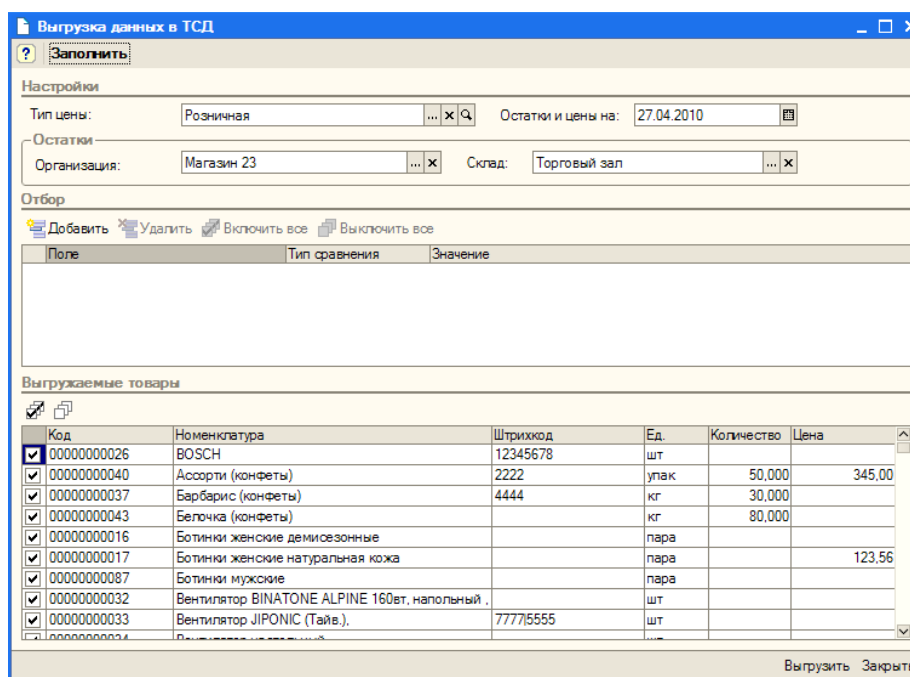 Выгрузка данных в ТСД
? Заполнить
Настройки
Тип цены: Розничная ... Остатки и цены на: 27.04.2010
Остатки
Организация: Магазин 23 ... Склад: Торговый зал ...
Отбор
Добавить Удалить Включить все Выключить все
Поле Тип сравнения Значение
Выгружаемые товары
Код Номенклатура Штрихкод Ед. Количество Цена
00000000026 BOSCH 12345678 шт
00000000040 Ассорти (конфеты) 2222 упак 50,000 345,00
00000000037 Барбарис (конфеты) 4444 кг 30,000
00000000043 Белочка (конфеты) кг 80,000
00000000016 Ботинки женские демисезонные пара
00000000017 Ботинки женские натуральная кожа пара 123,56
00000000087 Ботинки мужские пара
00000000032 Вентилятор BINATONE ALPINE 160вт, напольный , шт
00000000033 Вентилятор JIPONIC (Тайв.), 7777|5555 шт
Выгрузить Закрыть